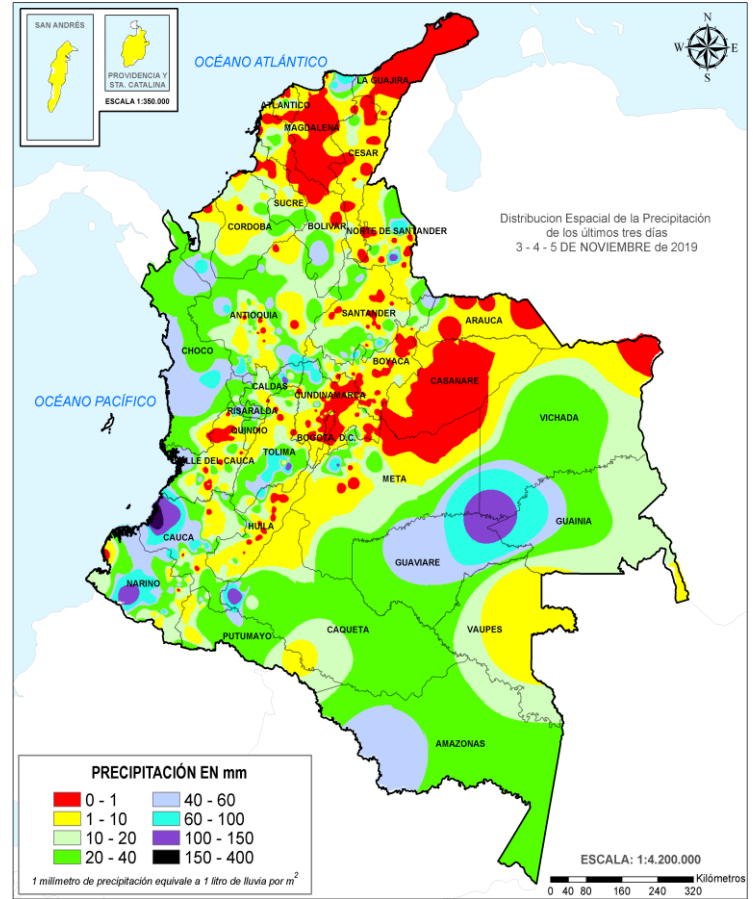 SAN ANDRÉS
PROVIDENCIA Y
STA. CATALINA
ESCALA 1:350.000
OCÉANO ATLÁNTICO
N
W
E
S
LA GUAJIRA
ATLANTICO
MAGDALENA
CESAR
SUCRE
CORDOBA
BOLIVAR
NORTE DE SANTANDER
Distribucion Espacial de la Precipitación
de los últimos tres días
3 - 4 - 5 DE NOVIEMBRE de 2019
ANTIOQUIA
SANTANDER
ARAUCA
CHOCO
BOYACA
CASANARE
CALDAS
CUNDINAMARCA
OCÉANO PACÍFICO
RISARALDA
VICHADA
QUINDIO
BOGOTA, D.C.
TOLIMA
VALLE DEL CAUCA
META
HUILA
GUAINIA
CAUCA
GUAVIARE
NARINO
CAQUETA
VAUPES
PUTUMAYO
AMAZONAS
PRECIPITACIÓN EN mm
0 - 1
40 - 60
1 - 10
60 - 100
10 - 20
100 - 150
20 - 40
150 - 400
1 milímetro de precipitación equivale a 1 litro de lluvia por m2
ESCALA: 1:4.200.000
Kilómetros
0 40 80 160 240 320